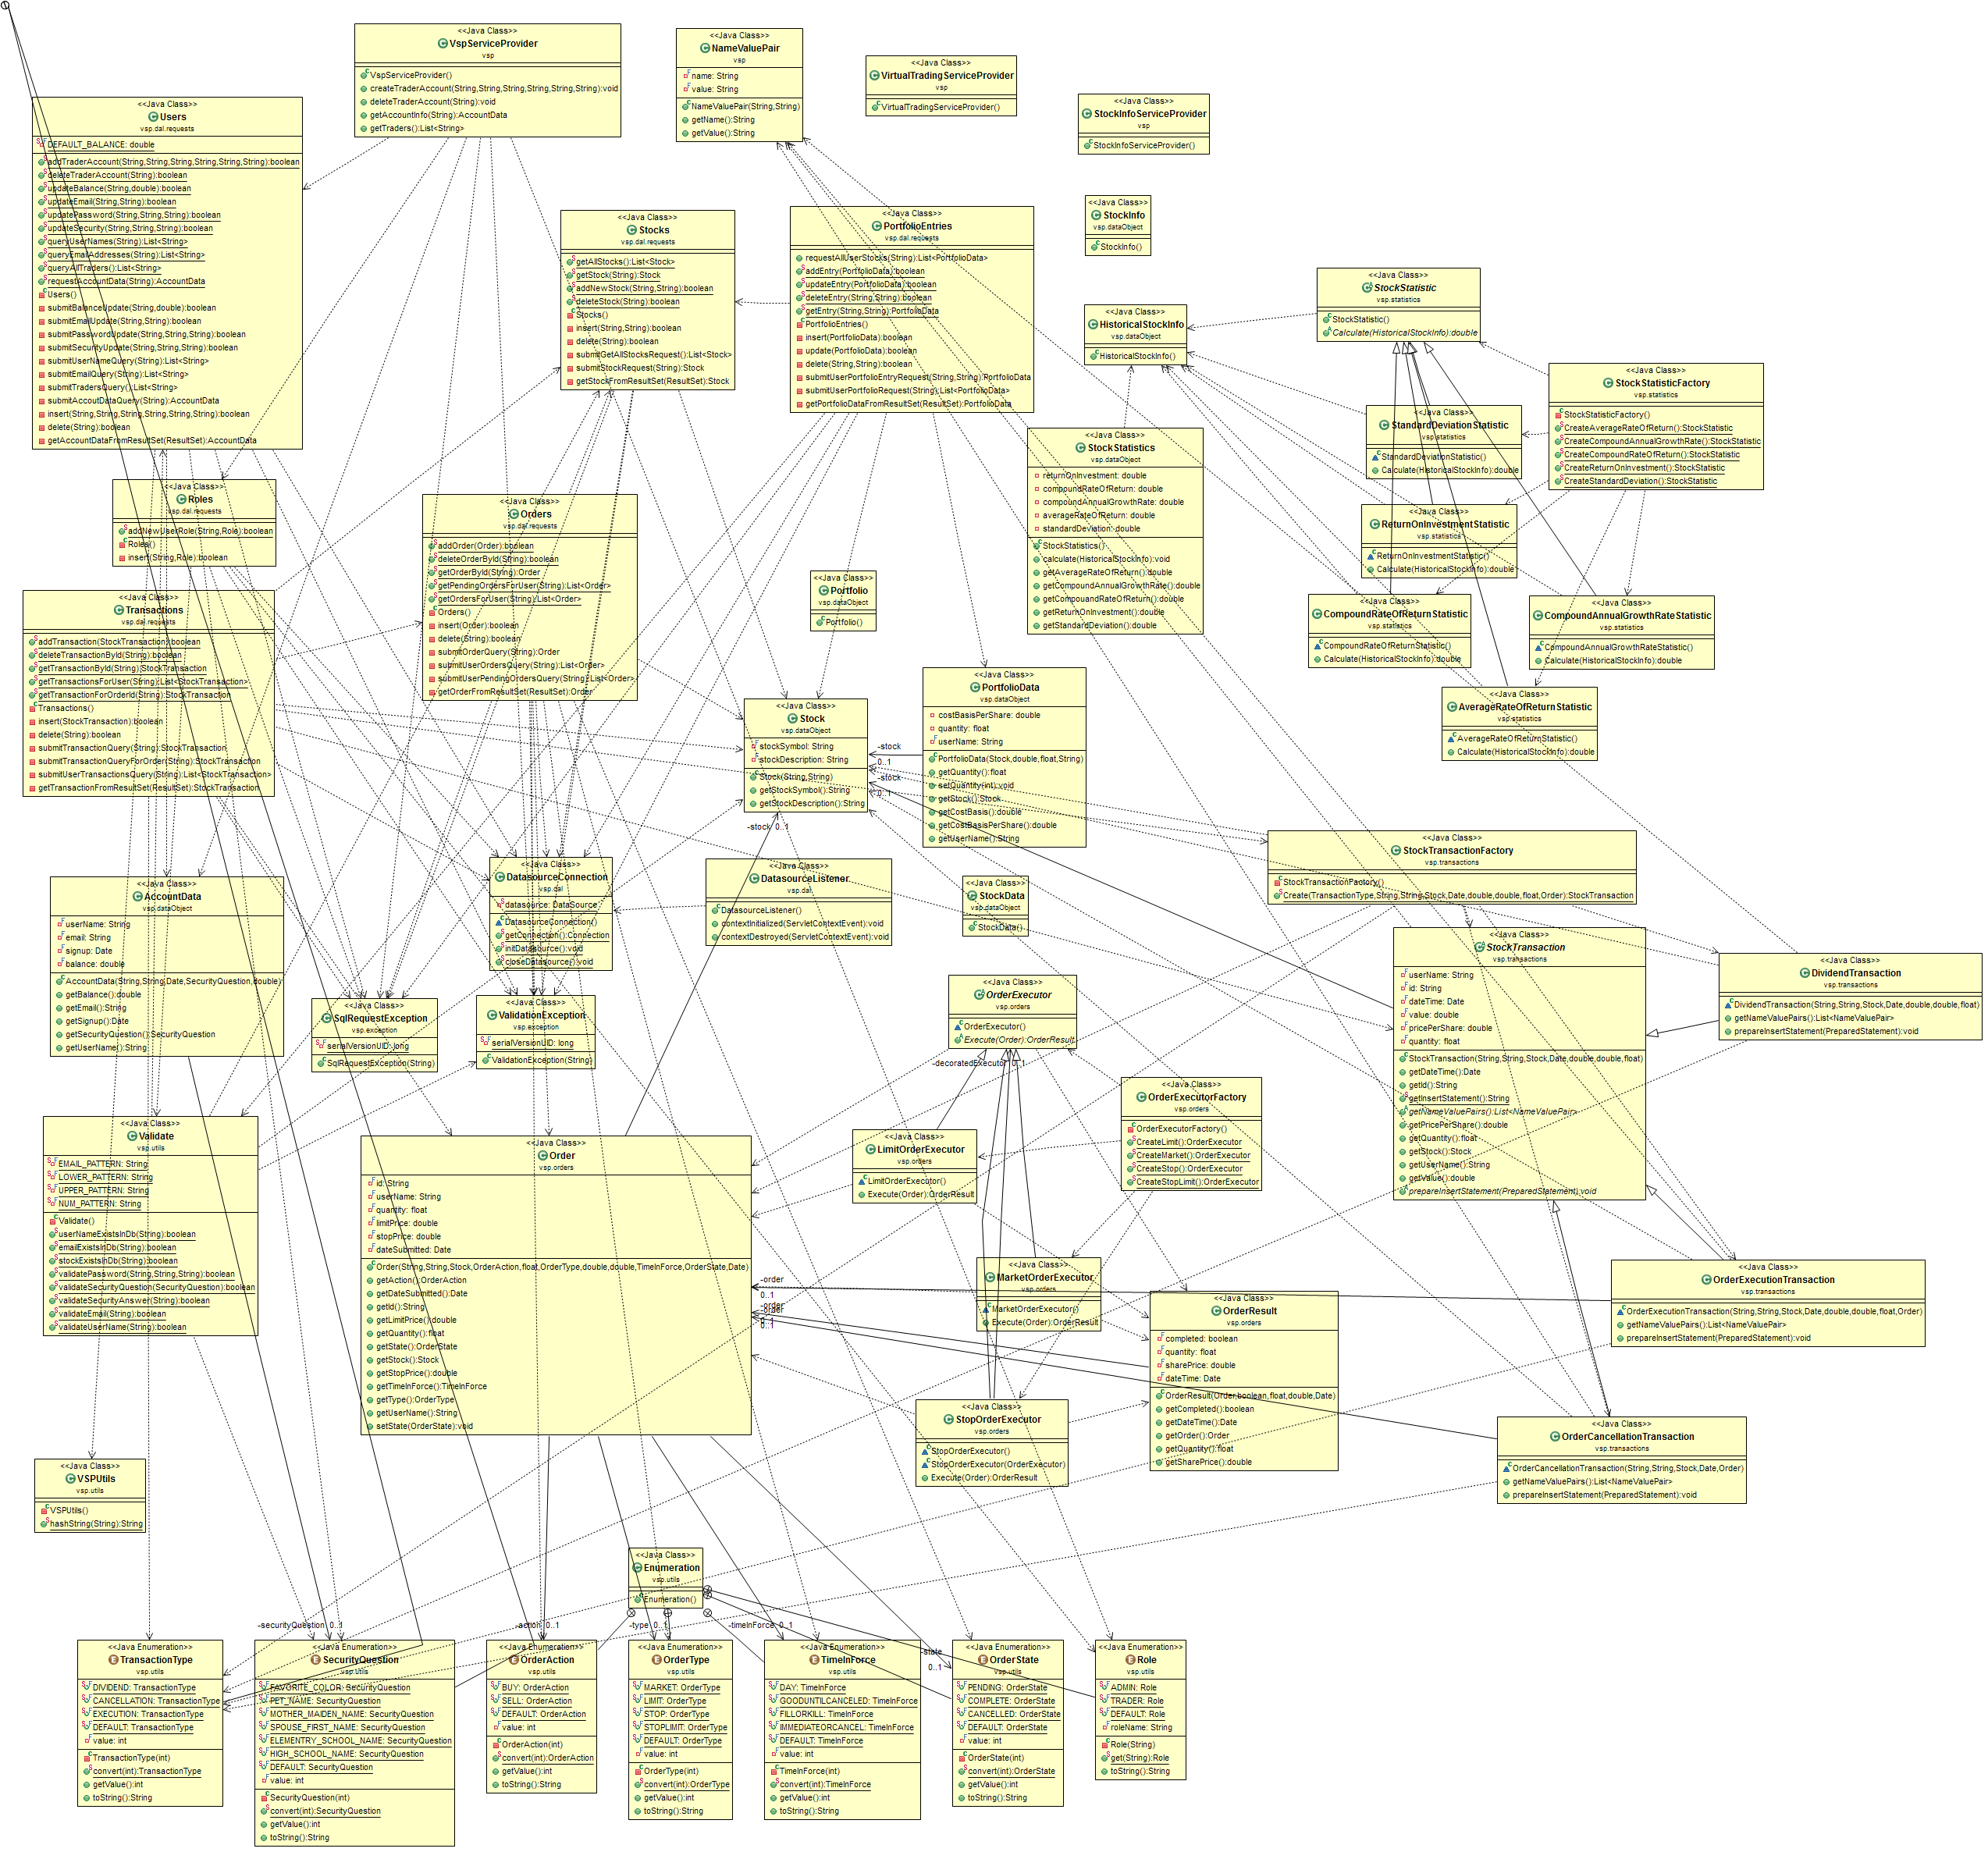 <<Java Class>>
VspServiceProvider
vsp
VspServiceProvider()
createTraderAccount(String,String,String,String,String):void
deleteTraderAccount(String):void
getAccountInfo(String):AccountData
getTraders():List<String>
<<Java Class>>
NameValuePair
vsp
name: String
value: String
NameValuePair(String,String)
getName():String
getValue():String
<<Java Class>>
VirtualTradingServiceProvider
vsp
VirtualTradingServiceProvider()
<<Java Class>>
StockInfoServiceProvider
vsp
StockInfoServiceProvider()
<<Java Class>>
Users
vsp.dal.requests
DEFAULT_BALANCE: double
addTraderAccount(String,String,String,String,String):boolean
deleteTraderAccount(String):boolean
updateBalance(String,double):boolean
updateEmail(String,String):boolean
updatePassword(String,String,String):boolean
updateSecurity(String,String,String):boolean
queryUserNames(String):List<String>
queryEmailAddresses(String):List<String>
queryAllTraders():List<String>
requestAccountData(String):AccountData
Users()
submitBalanceUpdate(String,double):boolean
submitEmailUpdate(String,String):boolean
submitPasswordUpdate(String,String,String):boolean
submitSecurityUpdate(String,String,String):boolean
submitUserNameQuery(String):List<String>
submitEmailQuery(String):List<String>
submitTradersQuery():List<String>
submitAccoutDataQuery(String):AccountData
insert(String,String,String,String,String,String):boolean
delete(String):boolean
getAccountDataFromResultSet(ResultSet):AccountData
<<Java Class>>
Stocks
vsp.dal.requests
getAllStocks():List<Stock>
getStock(String):Stock
addNewStock(String,String):boolean
deleteStock(String):boolean
Stocks()
insert(String,String):boolean
delete(String):boolean
submitGetAllStocksRequest():List<Stock>
submitStockRequest(String):Stock
getStockFromResultSet(ResultSet):Stock
<<Java Class>>
PortfolioEntries
vsp.dal.requests
requestAllUserStocks(String):List<PortfolioData>
addEntry(PortfolioData):boolean
updateEntry(PortfolioData):boolean
deleteEntry(String,String):boolean
getEntry(String,String):PortfolioData
PortfolioEntries()
insert(PortfolioData):boolean
update(PortfolioData):boolean
delete(String,String):boolean
submitUserPortfolioEntryRequest(String,String):PortfolioData
submitUserPortfolioRequest(String):List<PortfolioData>
getPortfolioDataFromResultSet(ResultSet):PortfolioData
<<Java Class>>
StockInfo
vsp.dataObject
StockInfo()
<<Java Class>>
HistoricalStockInfo
vsp.dataObject
HistoricalStockInfo()
<<Java Class>>
StockStatistic
vsp.statistics
StockStatistic()
Calculate(HistoricalStockInfo):double
<<Java Class>>
StockStatisticFactory
vsp.statistics
StockStatisticFactory()
CreateAverageRateOfReturn():StockStatistic
CreateCompoundAnnualGrowthRate():StockStatistic
CreateCompoundRateOfReturn():StockStatistic
CreateReturnOnInvestment():StockStatistic
CreateStandardDeviation():StockStatistic
<<Java Class>>
StandardDeviationStatistic
vsp.statistics
StandardDeviationStatistic()
Calculate(HistoricalStockInfo):double
<<Java Class>>
StockStatistics
vsp.dataObject
returnOnInvestment: double
compoundRateOfReturn: double
compoundAnnualGrowthRate: double
averageRateOfReturn: double
standardDeviation: double
StockStatistics()
calculate(HistoricalStockInfo):void
getAverageRateOfReturn():double
getCompoundAnnualGrowthRate():double
getCompoundRateOfReturn():double
getReturnOnInvestment():double
getStandardDeviation():double
<<Java Class>>
ReturnOnInvestmentStatistic
vsp.statistics
ReturnOnInvestmentStatistic()
Calculate(HistoricalStockInfo):double
<<Java Class>>
CompoundRateOfReturnStatistic
vsp.statistics
CompoundRateOfReturnStatistic()
Calculate(HistoricalStockInfo):double
<<Java Class>>
CompoundAnnualGrowthRateStatistic
vsp.statistics
CompoundAnnualGrowthRateStatistic()
Calculate(HistoricalStockInfo):double
<<Java Class>>
AverageRateOfReturnStatistic
vsp.statistics
AverageRateOfReturnStatistic()
Calculate(HistoricalStockInfo):double
<<Java Class>>
Roles
vsp.dal.requests
addNewUserRole(String,Role):boolean
Roles()
insert(String,Role):boolean
<<Java Class>>
Orders
vsp.dal.requests
addOrder(Order):boolean
deleteOrderById(String):boolean
getOrderById(String):Order
getPendingOrdersForUser(String):List<Order>
getOrdersForUser(String):List<Order>
Orders()
insert(Order):boolean
delete(String):boolean
submitOrderQuery(String):Order
submitUserOrdersQuery(String):List<Order>
submitUserPendingOrdersQuery(String):List<Order>
getOrderFromResultSet(ResultSet):Order
<<Java Class>>
Portfolio
vsp.dataObject
Portfolio()
<<Java Class>>
Transactions
vsp.dal.requests
addTransaction(StockTransaction):boolean
deleteTransactionById(String):boolean
getTransactionById(String):StockTransaction
getTransactionsForUser(String):List<StockTransaction>
getTransactionForOrderId(String):StockTransaction
Transactions()
insert(StockTransaction):boolean
delete(String):boolean
submitTransactionQuery(String):StockTransaction
submitTransactionQueryForOrder(String):StockTransaction
submitUserTransactionsQuery(String):List<StockTransaction>
getTransactionFromResultSet(ResultSet):StockTransaction
<<Java Class>>
Stock
vsp.dataObject
stockSymbol: String
stockDescription: String
Stock(String,String)
getStockSymbol():String
getStockDescription():String
-stock
0..1
-stock
0..1
-stock 0..1
<<Java Class>>
PortfolioData
vsp.dataObject
costBasisPerShare: double
quantity: float
userName: String
PortfolioData(Stock,double,float,String)
getQuantity():float
setQuantity(int):void
getStock():Stock
getCostBasis():double
getCostBasisPerShare():double
getUserName():String
<<Java Class>>
StockTransactionFactory
vsp.transactions
StockTransactionFactory()
Create(TransactionType,String,String,Stock,Date,double,double,float,Order):StockTransaction
<<Java Class>>
AccountData
vsp.dataObject
userName: String
email: String
signup: Date
balance: double
AccountData(String,String,Date,SecurityQuestion,double)
getBalance():double
getEmail():String
getSignup():Date
getSecurityQuestion():SecurityQuestion
getUserName():String
<<Java Class>>
DatasourceConnection
vsp.dal
datasource: DataSource
DatasourceConnection()
getConnection():Connection
initDatasource():void
closeDatasource():void
<<Java Class>>
DatasourceListener
vsp.dal
DatasourceListener()
contextInitialized(ServletContextEvent):void
contextDestroyed(ServletContextEvent):void
<<Java Class>>
StockData
vsp.dataObject
StockData()
<<Java Class>>
StockTransaction
vsp.transactions
userName: String
id: String
dateTime: Date
value: double
pricePerShare: double
quantity: float
StockTransaction(String,String,Stock,Date,double,double,float)
getDateTime():Date
getId():String
getInsertStatement():String
getNameValuePairs():List<NameValuePair>
getPricePerShare():double
getQuantity():float
getStock():Stock
getUserName():String
getValue():double
prepareInsertStatement(PreparedStatement):void
<<Java Class>>
DividendTransaction
vsp.transactions
DividendTransaction(String,String,Stock,Date,double,double,float)
getNameValuePairs():List<NameValuePair>
prepareInsertStatement(PreparedStatement):void
<<Java Class>>
SqlRequestException
vsp.exception
serialVersionUID: long
SqlRequestException(String)
<<Java Class>>
ValidationException
vsp.exception
serialVersionUID: long
ValidationException(String)
<<Java Class>>
OrderExecutor
vsp.orders
OrderExecutor()
Execute(Order):OrderResult
-decoratedExecutor 0..1
<<Java Class>>
OrderExecutorFactory
vsp.orders
OrderExecutorFactory()
CreateLimit():OrderExecutor
CreateMarket():OrderExecutor
CreateStop():OrderExecutor
CreateStopLimit():OrderExecutor
<<Java Class>>
Validate
vsp.utils
EMAIL_PATTERN: String
LOWER_PATTERN: String
UPPER_PATTERN: String
NUM_PATTERN: String
Validate()
userNameExistsInDb(String):boolean
emailExistsInDb(String):boolean
stockExistsInDb(String):boolean
validatePassword(String,String,String):boolean
validateSecurityQuestion(SecurityQuestion):boolean
validateSecurityAnswer(String):boolean
validateEmail(String):boolean
validateUserName(String):boolean
<<Java Class>>
Order
vsp.orders
id: String
userName: String
quantity: float
limitPrice: double
stopPrice: double
dateSubmitted: Date
Order(String,String,Stock,OrderAction,float,OrderType,double,double,TimeInForce,OrderState,Date)
getAction():OrderAction
getDateSubmitted():Date
getId():String
getLimitPrice():double
getQuantity():float
getState():OrderState
getStock():Stock
getStopPrice():double
getTimeInForce():TimeInForce
getType():OrderType
getUserName():String
setState(OrderState):void
<<Java Class>>
LimitOrderExecutor
vsp.orders
LimitOrderExecutor()
Execute(Order):OrderResult
<<Java Class>>
MarketOrderExecutor
vsp.orders
MarketOrderExecutor()
Execute(Order):OrderResult
-order
0..1
-order
0..1
-order
0..1
<<Java Class>>
OrderResult
vsp.orders
completed: boolean
quantity: float
sharePrice: double
dateTime: Date
OrderResult(Order,boolean,float,double,Date)
getCompleted():boolean
getDateTime():Date
getOrder():Order
getQuantity():float
getSharePrice():double
<<Java Class>>
OrderExecutionTransaction
vsp.transactions
OrderExecutionTransaction(String,String,Stock,Date,double,double,float,Order)
getNameValuePairs():List<NameValuePair>
prepareInsertStatement(PreparedStatement):void
<<Java Class>>
StopOrderExecutor
vsp.orders
StopOrderExecutor()
StopOrderExecutor(OrderExecutor)
Execute(Order):OrderResult
<<Java Class>>
OrderCancellationTransaction
vsp.transactions
OrderCancellationTransaction(String,String,Stock,Date,Order)
getNameValuePairs():List<NameValuePair>
prepareInsertStatement(PreparedStatement):void
<<Java Class>>
VSPUtils
vsp.utils
VSPUtils()
hashString(String):String
<<Java Class>>
Enumeration
vsp.utils
Enumeration()
-securityQuestion 0..1
-action 0..1
-type 0..1
-timeInForce 0..1
-state
0..1
<<Java Enumeration>>
TransactionType
vsp.utils
DIVIDEND: TransactionType
CANCELLATION: TransactionType
EXECUTION: TransactionType
DEFAULT: TransactionType
value: int
TransactionType(int)
convert(int):TransactionType
getValue():int
toString():String
<<Java Enumeration>>
SecurityQuestion
vsp.utils
FAVORITE_COLOR: SecurityQuestion
PET_NAME: SecurityQuestion
MOTHER_MAIDEN_NAME: SecurityQuestion
SPOUSE_FIRST_NAME: SecurityQuestion
ELEMENTRY_SCHOOL_NAME: SecurityQuestion
HIGH_SCHOOL_NAME: SecurityQuestion
DEFAULT: SecurityQuestion
value: int
SecurityQuestion(int)
convert(int):SecurityQuestion
getValue():int
toString():String
<<Java Enumeration>>
OrderAction
vsp.utils
BUY: OrderAction
SELL: OrderAction
DEFAULT: OrderAction
value: int
OrderAction(int)
convert(int):OrderAction
getValue():int
toString():String
<<Java Enumeration>>
OrderType
vsp.utils
MARKET: OrderType
LIMIT: OrderType
STOP: OrderType
STOPLIMIT: OrderType
DEFAULT: OrderType
value: int
OrderType(int)
convert(int):OrderType
getValue():int
toString():String
<<Java Enumeration>>
TimeInForce
vsp.utils
DAY: TimeInForce
GOODUNTILCANCELED: TimeInForce
FILLORKILL: TimeInForce
IMMEDIATEORCANCEL: TimeInForce
DEFAULT: TimeInForce
value: int
TimeInForce(int)
convert(int):TimeInForce
getValue():int
toString():String
<<Java Enumeration>>
OrderState
vsp.utils
PENDING: OrderState
COMPLETE: OrderState
CANCELLED: OrderState
DEFAULT: OrderState
value: int
OrderState(int)
convert(int):OrderState
getValue():int
toString():String
<<Java Enumeration>>
Role
vsp.utils
ADMIN: Role
TRADER: Role
DEFAULT: Role
roleName: String
Role(String)
get(String):Role
toString():String